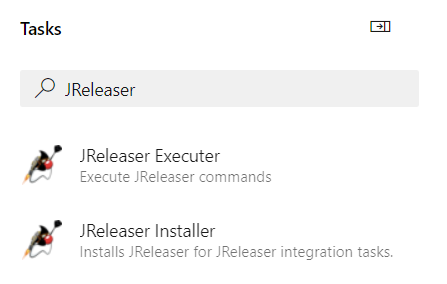 Tasks
JReleaser
JReleaser Executer
Execute JReleaser commands
JReleaser Installer
Installs JReleaser for JReleaser integration tasks.